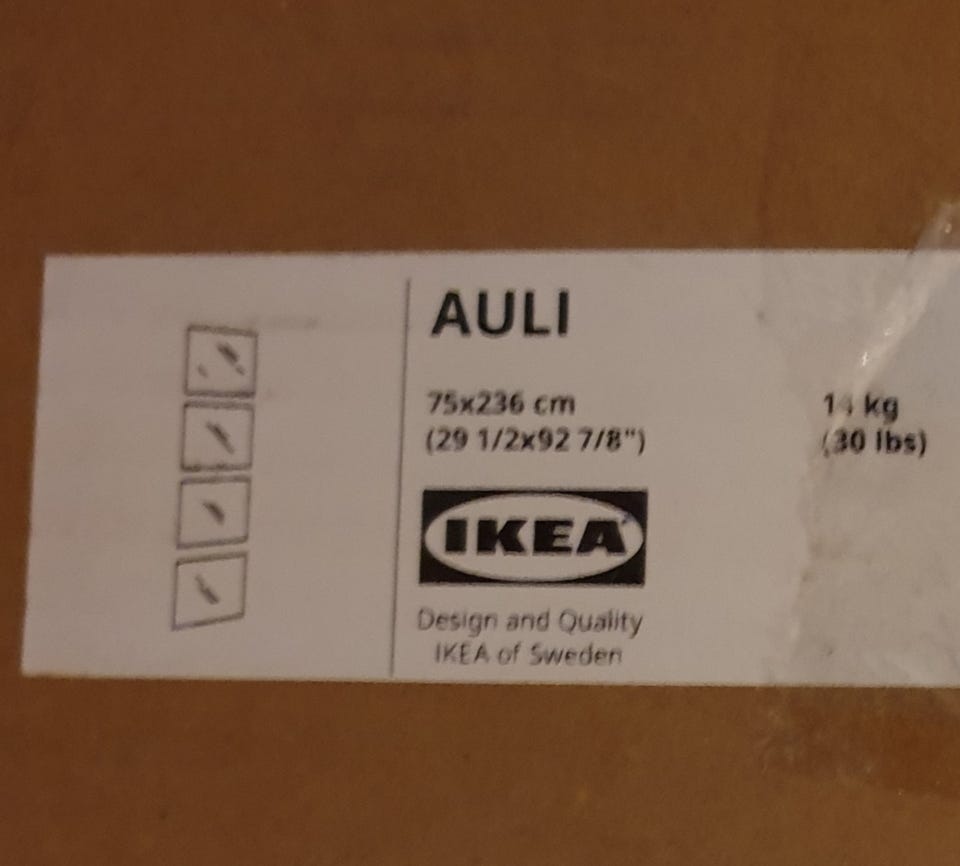 AULI
75x236 cm
(29 1/2x92 7/8")
kg
(30 lbs)
IKEA
Design and Quality
IKEA of Sweden